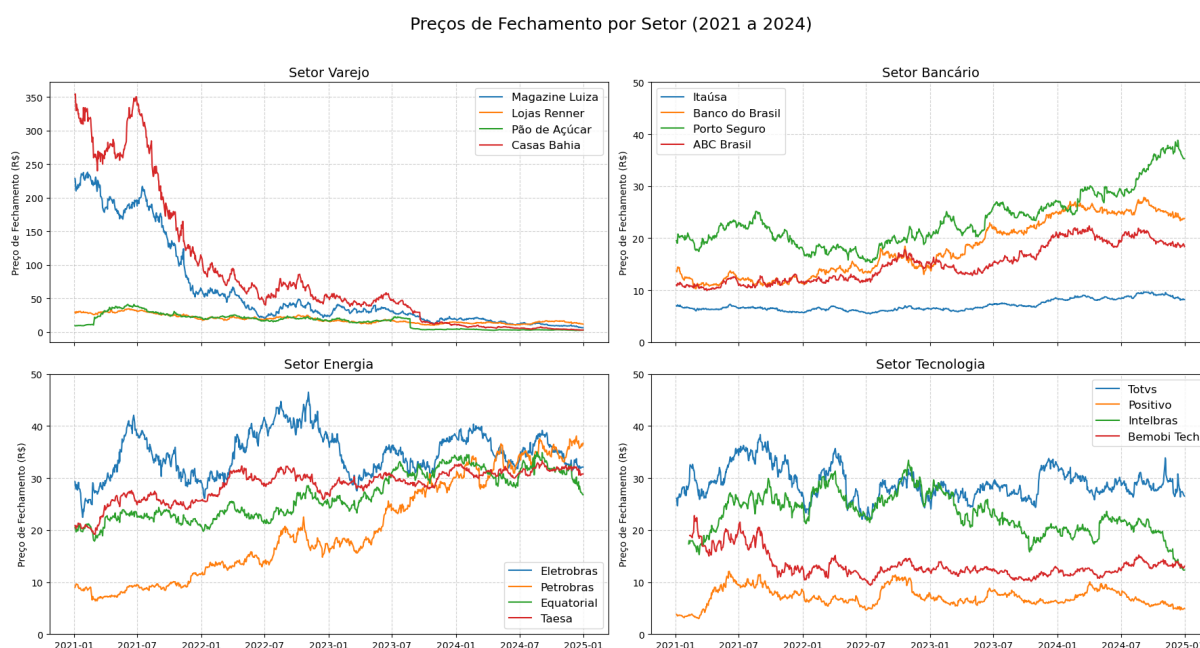 Preços de Fechamento por Setor (2021 a 2024)
Setor Varejo
Preço de Fechamento (R$)
350
300
250
200
150
100
50
0
Magazine Luiza
Lojas Renner
Pão de Açúcar
Casas Bahia
Setor Bancário
Preço de Fechamento (R$)
50
40
30
20
10
0
Itaúsa
Banco do Brasil
Porto Seguro
ABC Brasil
Setor Energia
Preço de Fechamento (R$)
50
40
30
20
10
0
Eletrobras
Petrobras
Equatorial
Taesa
2021-01 2021-07 2022-01 2022-07 2023-01 2023-07 2024-01 2024-07 2025-01
Setor Tecnologia
Preço de Fechamento (R$)
50
40
30
20
10
0
Totvs
Positivo
Intelbras
Bemobi Tech
2021-01 2021-07 2022-01 2022-07 2023-01 2023-07 2024-01 2024-07 2025-01